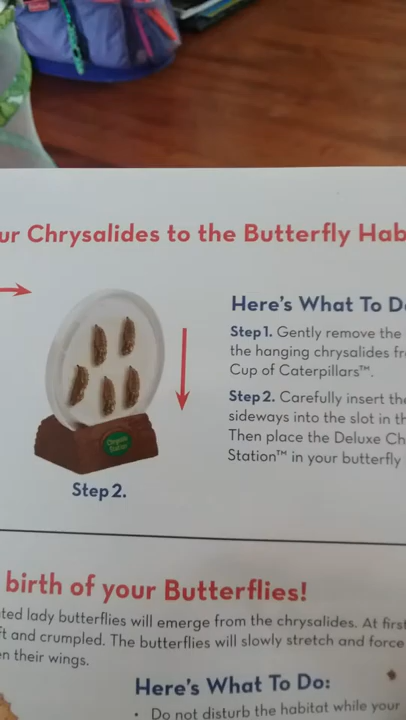 ur Chrysalides to the Butterfly Hab
Here's What To D
Step 1. Gently remove the
the hanging chrysalides fr
Cup of Caterpillars™.
Step 2. Carefully insert the
sideways into the slot in th
Then place the Deluxe Ch
Station™ in your butterfly
Chrysalis
Station
Step 2.
birth of your Butterflies!
ted lady butterflies will emerge from the chrysalides. At first
ft and crumpled. The butterflies will slowly stretch and force
n their wings.
Here's What To Do:
• Do not disturb the habitat while your